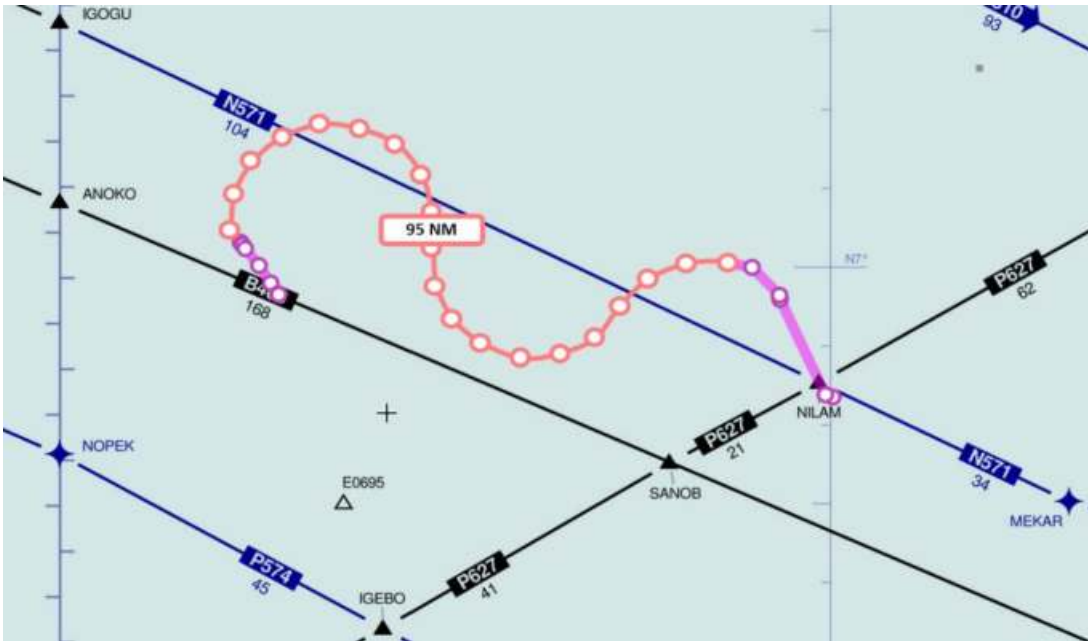 IGOGU
93
N571
104
ANOKO
95 NM
N7°
P627
62
168
NILAM
P627
21
NOPEK
N571
34
E0695
SANOB
MEKAR
P574
45
P627
41
IGEBO